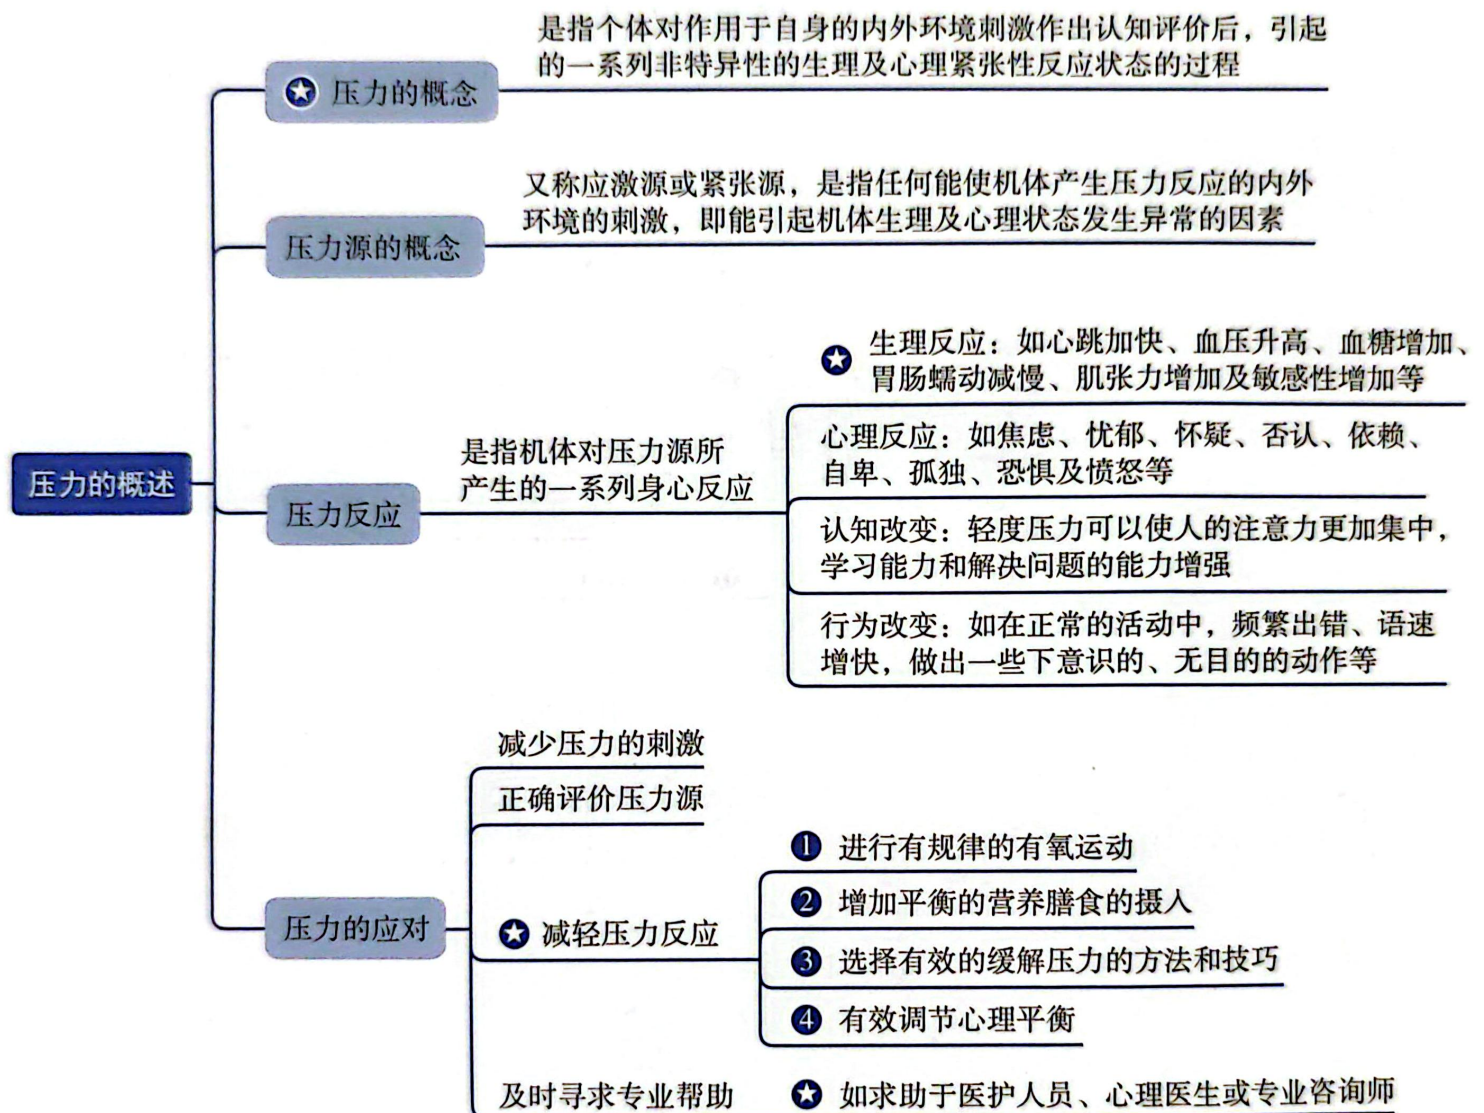 是指个体对作用于自身的内外环境刺激作出认知评价后，引起
的一系列非特异性的生理及心理紧张性反应状态的过程
压力的概念
又称应激源或紧张源，是指任何能使机体产生压力反应的内外
环境的刺激，即能引起机体生理及心理状态发生异常的因素
压力源的概念
生理反应：如心跳加快、血压升高、血糖增加、
胃肠蠕动减慢、肌张力增加及敏感性增加等
心理反应：如焦虑、忧郁、怀疑、否认、依赖、
自卑、孤独、恐惧及愤怒等
是指机体对压力源所
产生的一系列身心反应
压力的概述
压力反应
认知改变：轻度压力可以使人的注意力更加集中，
学习能力和解决问题的能力增强
行为改变：如在正常的活动中，频繁出错、语速
增快，做出一些下意识的、无目的的动作等
减少压力的刺激
正确评价压力源
压力的应对
减轻压力反应
1 进行有规律的有氧运动
2 增加平衡的营养膳食的摄人
3 选择有效的缓解压力的方法和技巧
4 有效调节心理平衡
及时寻求专业帮助
如求助于医护人员、心理医生或专业咨询师